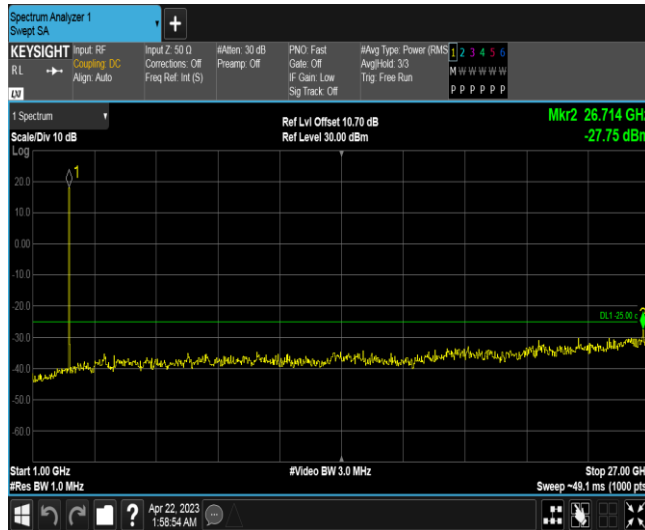 Spectrum Analyzer 1
Swept SA
+
KEYSIGHT Input: RF Input Z: 50 Ω #Atten: 30 dB PNO: Fast #Avg Type: Power (RMS 1 2 3 4 5 6
RL Coupling: DC Corrections: Off Preamp: Off Gate: Off Avg|Hold: 3/3 M W W W W W
Align: Auto Freq Ref: Int (S) IF Gain: Low Trig: Free Run
Sig Track: Off P P P P P P
LXI
1 Spectrum Ref Lvl Offset 10.70 dB Mkr2 26.714 GH
Scale/Div 10 dB Ref Level 30.00 dBm -27.75 dBm
Log
1
20.0
10.0
0.00
-10.0
-20.0
DL1 -25.00
-30.0
-40.0
-50.0
-60.0
Start 1.00 GHz #Video BW 3.0 MHz Stop 27.00 GH
#Res BW 1.0 MHz Sweep ~49.1 ms (1000 pts
? Apr 22, 2023
1:58:54 AM